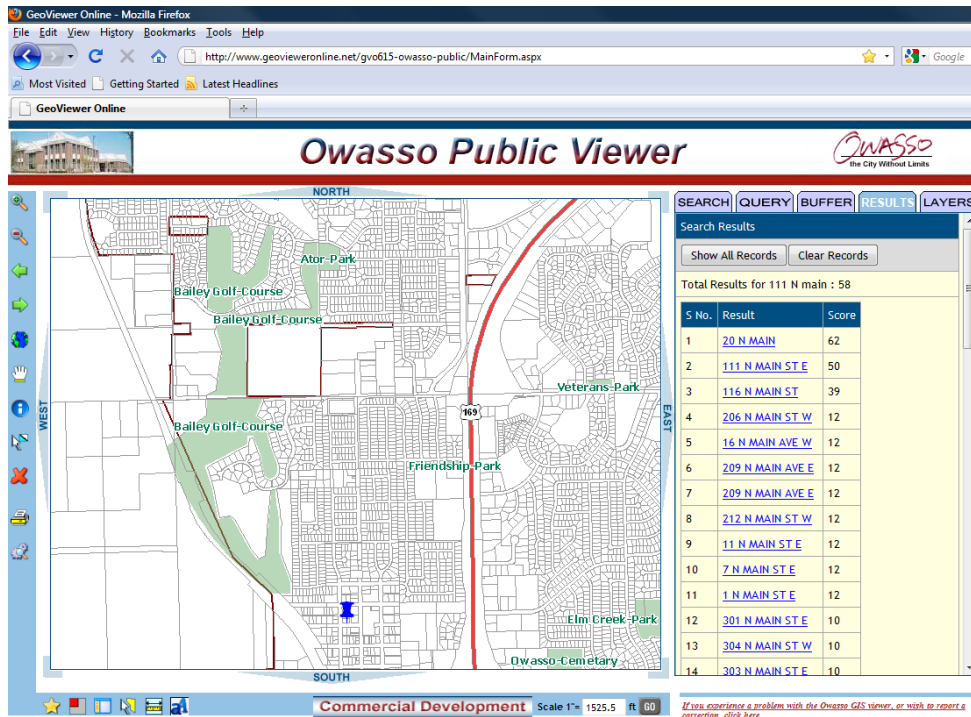 GeoViewer Online - Mozilla Firefox
File Edit View History Bookmarks Tools Help
http://www.geovieweronline.net/gvo615-owasso-public/MainForm.aspx
Google
Most Visited Getting Started Latest Headlines
GeoViewer Online
Owasso Public Viewer
OWASSO
the City Without Limits
NORTH
SEARCH QUERY BUFFER RESULTS LAYERS
Search Results
Show All Records Clear Records
Total Results for 111 N main : 58
S No. Result Score
1 20 N MAIN 62
2 111 N MAIN ST E 50
3 116 N MAIN ST 39
4 206 N MAIN ST W 12
5 16 N MAIN AVE W 12
6 209 N MAIN AVE E 12
7 209 N MAIN AVE E 12
8 212 N MAIN ST W 12
9 11 N MAIN ST E 12
10 7 N MAIN ST E 12
11 1 N MAIN ST E 12
12 301 N MAIN ST E 10
13 304 N MAIN ST W 10
14 303 N MAIN ST E 10
Ator-Park
Bailey Golf-Course
Bailey Golf-Course
Veterans-Park
169
WEST
EAST
Bailey Golf-Course
Friendship-Park
Elm Creek-Park
Owasso-Cemetary
SOUTH
Commercial Development Scale 1"= 1525.5 ft GO
If you experience a problem with the Owasso GIS viewer, or wish to report a
correction, click here